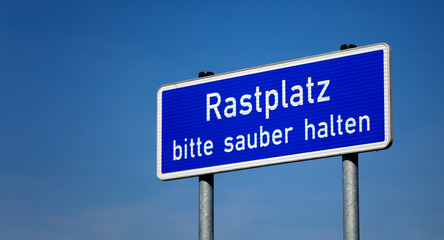 Rastplatz
bitte sauber halten